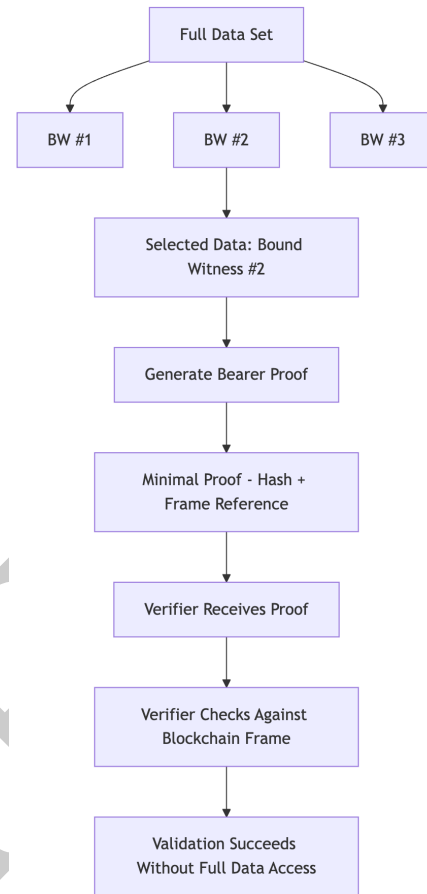 Full Data Set
BW #1
BW #2
BW #3
Selected Data: Bound
Witness #2
Generate Bearer Proof
Minimal Proof - Hash +
Frame Reference
Verifier Receives Proof
Verifier Checks Against
Blockchain Frame
Validation Succeeds
Without Full Data Access